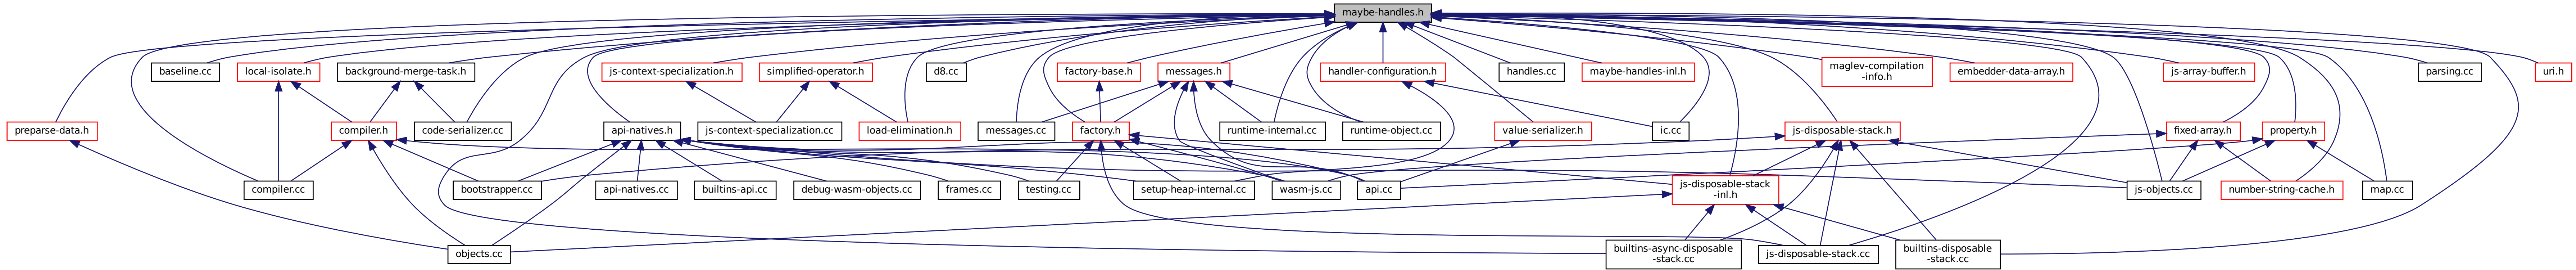 maybe-handles.h
baseline.cc
local-isolate.h
background-merge-task.h
js-context-specialization.h
simplified-operator.h
d8.cc
factory-base.h
messages.h
handler-configuration.h
handles.cc
maybe-handles-inl.h
maglev-compilation
-info.h
embedder-data-array.h
js-array-buffer.h
parsing.cc
uri.h
preparse-data.h
compiler.h
code-serializer.cc
api-natives.h
js-context-specialization.cc
load-elimination.h
messages.cc
factory.h
runtime-internal.cc
runtime-object.cc
value-serializer.h
ic.cc
js-disposable-stack.h
fixed-array.h
property.h
compiler.cc
bootstrapper.cc
api-natives.cc
builtins-api.cc
debug-wasm-objects.cc
frames.cc
testing.cc
setup-heap-internal.cc
wasm-js.cc
api.cc
js-disposable-stack
-inl.h
js-objects.cc
number-string-cache.h
map.cc
objects.cc
builtins-async-disposable
-stack.cc
js-disposable-stack.cc
builtins-disposable
-stack.cc